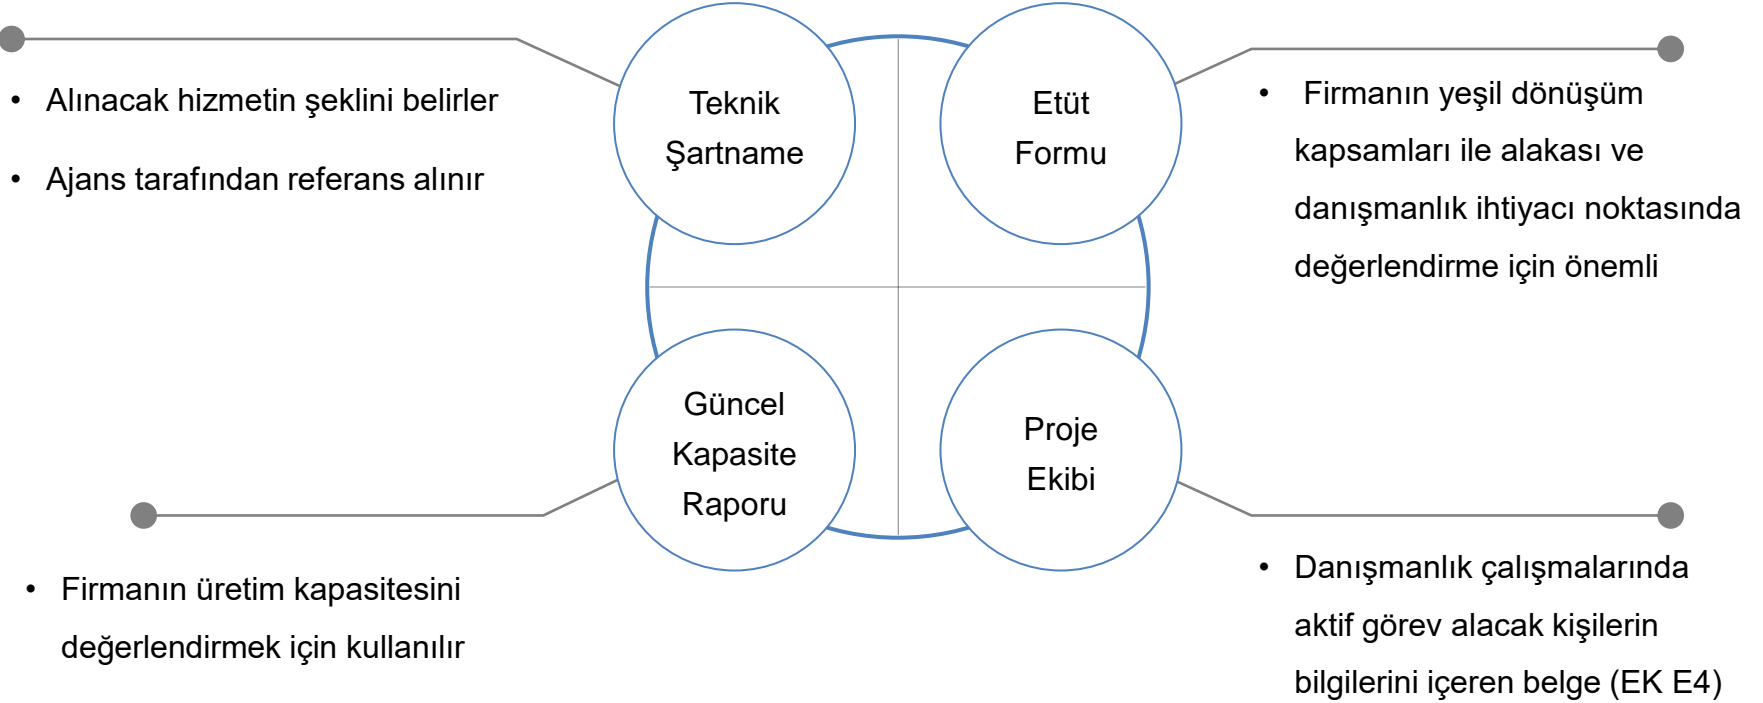 Teknik
Şartname
• Alınacak hizmetin şeklini belirler
• Ajans tarafından referans alınır
Etüt
Formu
• Firmanın yeşil dönüşüm
kapsamları ile alakası ve
danışmanlık ihtiyacı noktasında
değerlendirme için önemli
Güncel
Kapasite
Raporu
• Firmanın üretim kapasitesini
değerlendirmek için kullanılır
Proje
Ekibi
• Danışmanlık çalışmalarında
aktif görev alacak kişilerin
bilgilerini içeren belge (EK E4)